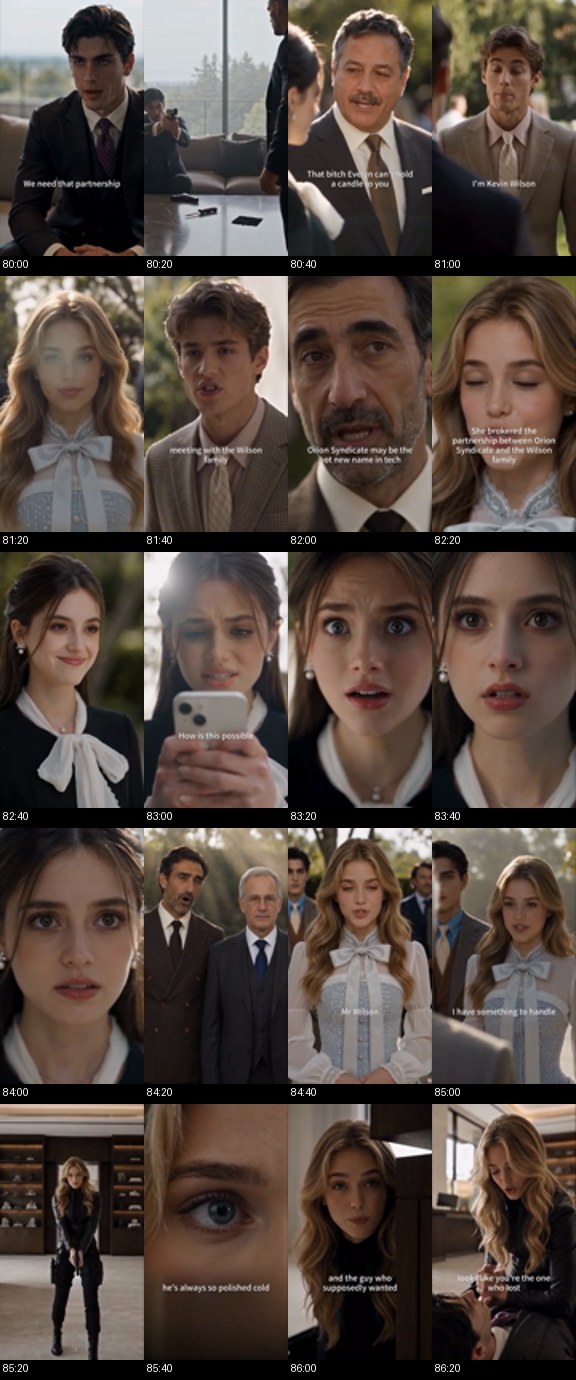 We need that partnership
80:00
80:20
That bitch Evelyn can't hold
a candle to you
80:40
I'm Kevin Wilson
81:00
81:20
meeting with the Wilson
family
81:40
Orion Syndicate may be the
hot new name in tech
82:00
She brokered the
partnership between Orion
Syndicate and the Wilson
family
82:20
82:40
How is this possible
83:00
83:20
83:40
84:00
84:20
Mr Wilson
84:40
I have something to handle
85:00
85:20
he's always so polished cold
85:40
and the guy who
supposedly wanted
86:00
looks like you're the one
who lost
86:20